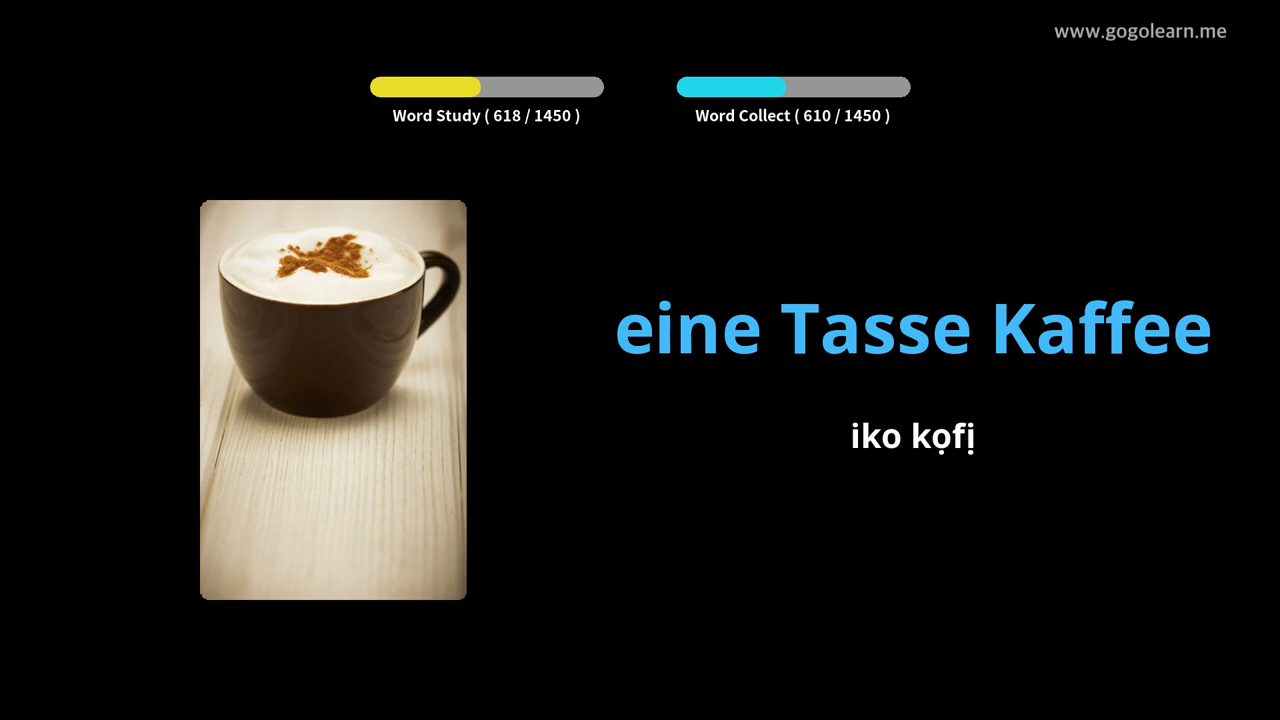 www.gogolearn.me
Word Study ( 618 / 1450 )
Word Collect ( 610 / 1450 )
eine Tasse Kaffee
iko kọfị